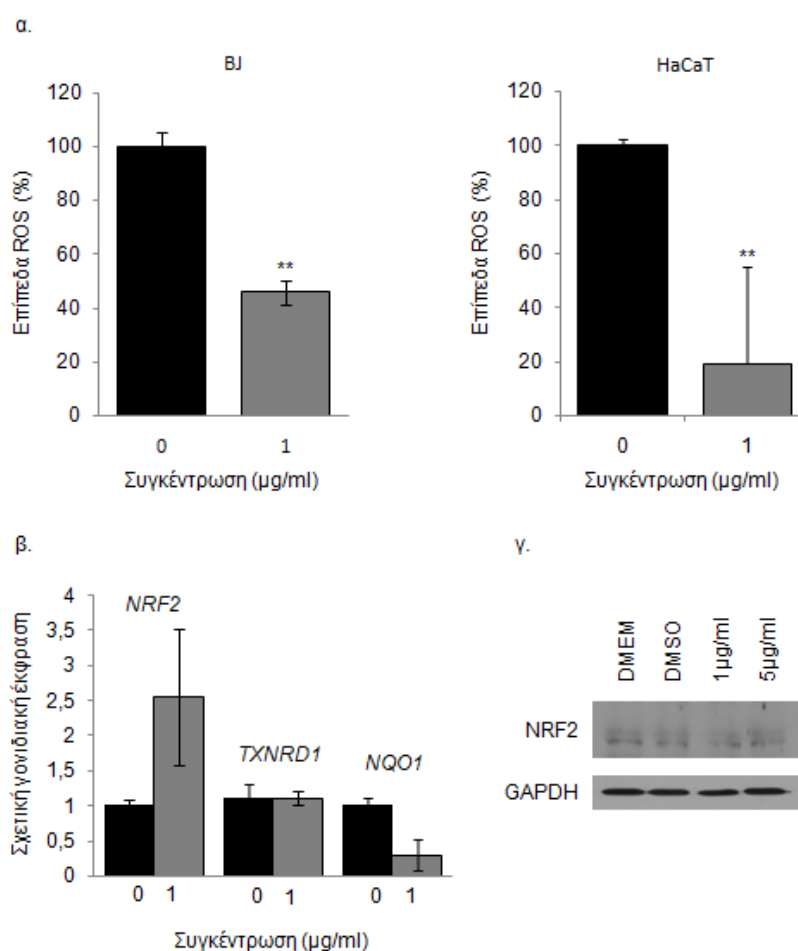 α.
BJ
Επίπεδα ROS (%)
120
100
80
60
40
20
0
**
0 1
Συγκέντρωση (μg/ml)
HaCaT
Επίπεδα ROS (%)
120
100
80
60
40
20
0
**
0 1
Συγκέντρωση (μg/ml)
β.
Σχετική γονιδιακή έκφραση
4
3,5
3
2,5
2
1,5
1
0,5
0
NRF2
TXNRD1
NQO1
0 1 0 1 0 1
Συγκέντρωση (μg/ml)
γ.
DMEM
DMSO
1μg/ml
5μg/ml
NRF2
GAPDH